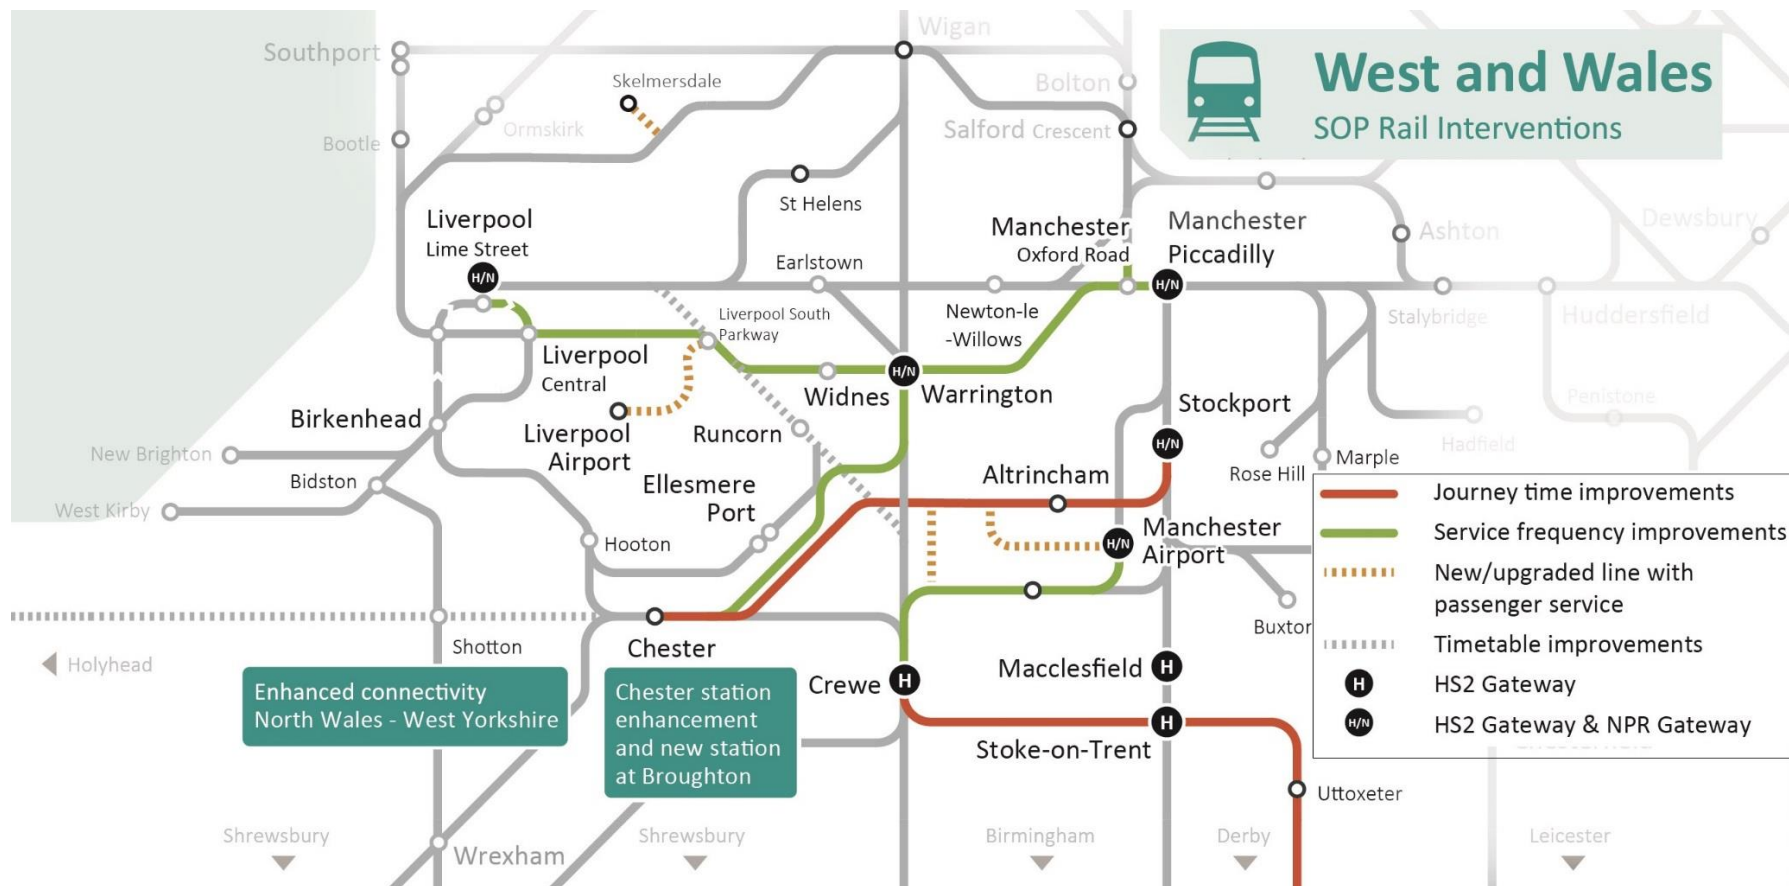 West and Wales
SOP Rail Interventions
Southport
Wigan
Skelmersdale
Bolton
Ormskirk
Salford Crescent
Bootle
St Helens
Liverpool
Lime Street
H/N
Manchester
Oxford Road
Manchester
Piccadilly
H/N
Ashton
Dewsbury
Earlstown
Newton-le
-Willows
Stalybridge
Huddersfield
Liverpool South
Parkway
Liverpool
Central
Widnes
H/N
Warrington
Stockport
H/N
Penistone
Hadfield
Birkenhead
Liverpool
Airport
Runcorn
New Brighton
Bidston
West Kirby
Ellesmere
Port
Altrincham
Rose Hill
Marple
Hooton
H/N
Manchester
Airport
Buxton
Holyhead
Shotton
Chester
Crewe
H
Macclesfield
H
Stoke-on-Trent
H
Uttoxeter
Enhanced connectivity
North Wales - West Yorkshire
Chester station
enhancement
and new station
at Broughton
Journey time improvements
Service frequency improvements
New/upgraded line with
passenger service
Timetable improvements
H
HS2 Gateway
H/N
HS2 Gateway & NPR Gateway
Shrewsbury
Wrexham
Shrewsbury
Birmingham
Derby
Leicester